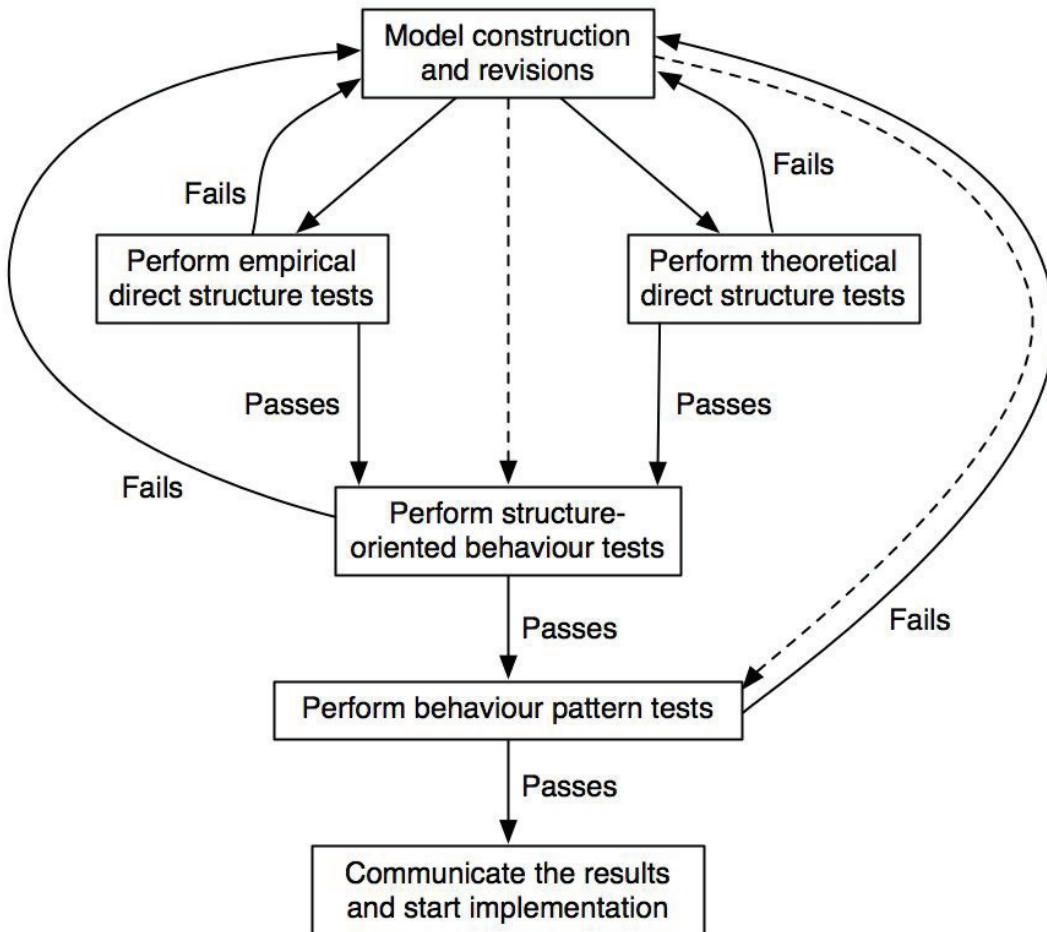 Model construction
and revisions
Fails
Fails
Perform empirical
direct structure tests
Perform theoretical
direct structure tests
Passes
Passes
Fails
Perform structure-
oriented behaviour tests
Passes
Fails
Perform behaviour pattern tests
Passes
Communicate the results
and start implementation